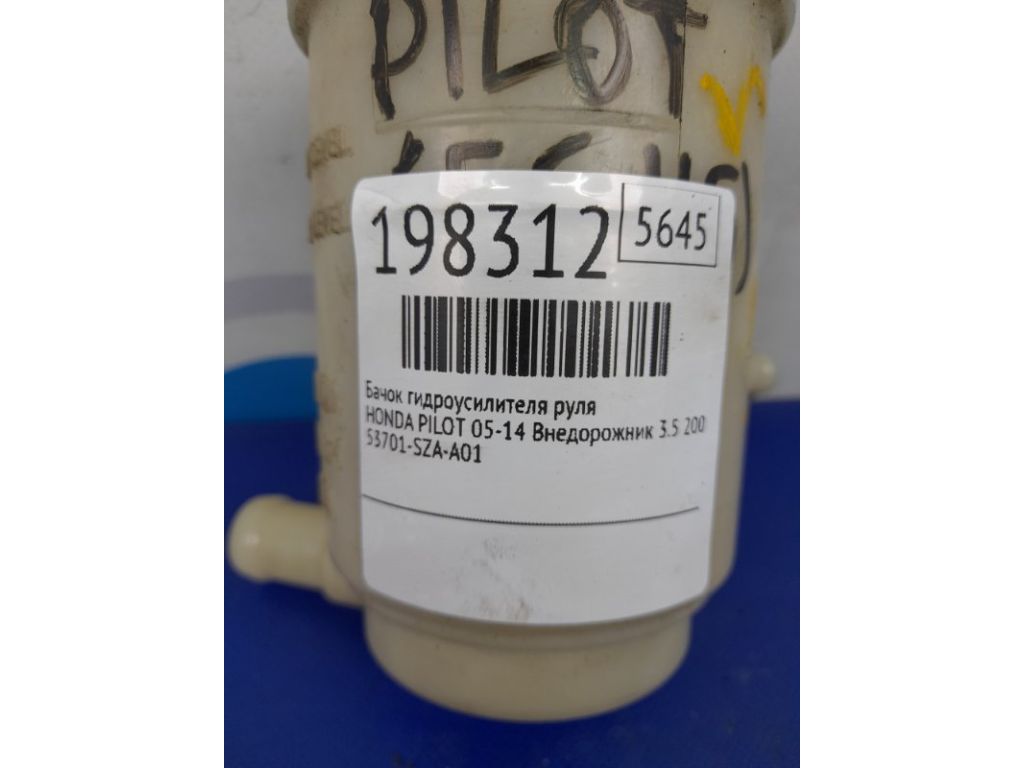 PILOT
198312
5645
Бачок гидроусилителя руля
HONDA PILOT 05-14 Внедорожник 3.5 200
53701-SZA-A01